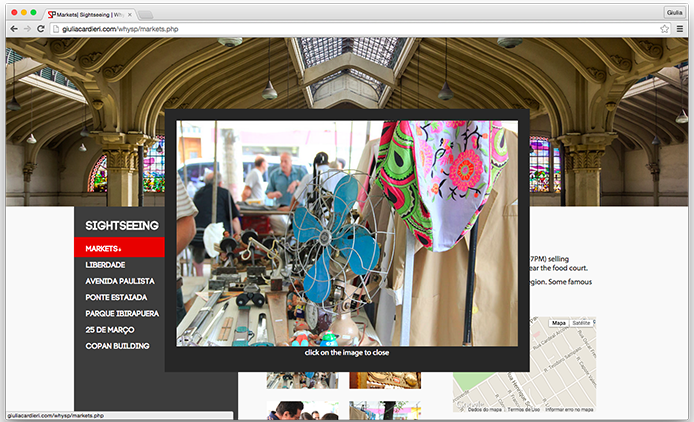 Markets| Sightseeing | Whys
Giulia
giuliacardieri.com/whysp/markets.php
SIGHTSEEING
MARKETS
LIBERDADE
AVENIDA PAULISTA
PONTE ESTAIADA
PARQUE IBIRAPUERA
25 DE MARÇO
COPAN BUILDING
7PM) selling
ear the food court.
egion. Some famous
click on the image to close
Mapa
Satélite
Dados do mapa
Termos de Uso
Informar erro no mapa
giuliacardieri.com/whysp/markets.php